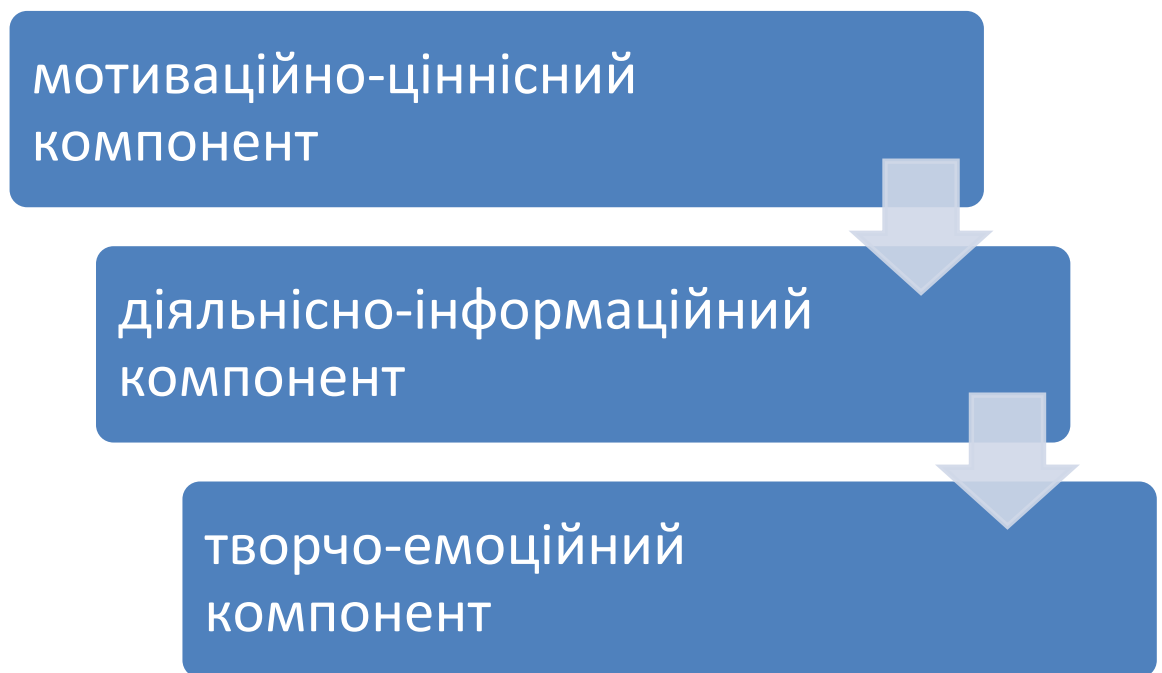 мотиваційно-ціннісний
компонент
діяльнісно-інформаційний
компонент
творчо-емоційний
компонент